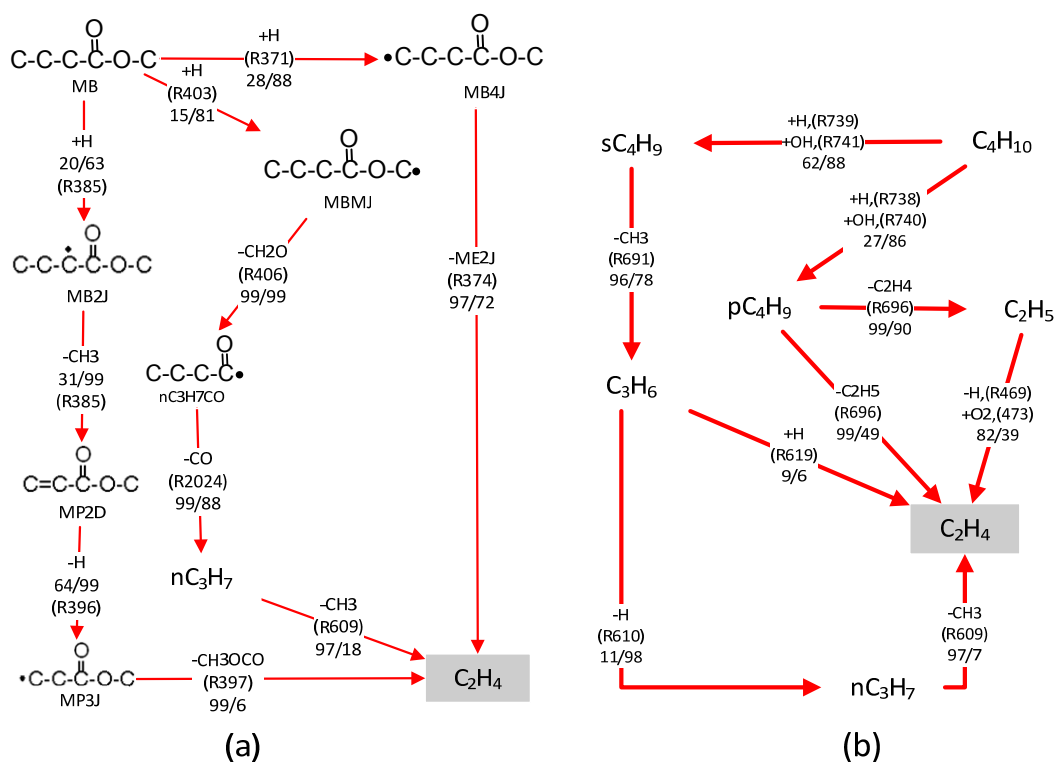 O
C-C-C-C-O-C
MB
+H
(R371)
28/88
O
•C-C-C-C-O-C
MB4J
+H
(R403)
15/81
+H
20/63
(R385)
O
C-C-C-C-O-C•
MBMJ
O
C-C-C-C-O-C
MB2J
-CH2O
(R406)
99/99
-ME2J
(R374)
97/72
-CH3
31/99
(R385)
O
C-C-C-C•
nC3H7CO
O
C=C-C-O-C
MP2D
-CO
(R2024)
99/88
-H
64/99
(R396)
nC₃H₇
-CH3
(R609)
97/18
O
•C-C-C-O-C
MP3J
-CH3OCO
(R397)
99/6
C₂H₄
(a)
sC₄H₉
+H,(R739)
+OH,(R741)
62/88
C₄H₁₀
+H,(R738)
+OH,(R740)
27/86
-CH3
(R691)
96/78
pC₄H₉
-C2H4
(R696)
99/90
C₂H₅
C₃H₆
-C2H5
(R696)
99/49
-H,(R469)
+O2,(473)
82/39
+H
(R619)
9/6
C₂H₄
-H
(R610)
11/98
-CH3
(R609)
97/7
nC₃H₇
(b)